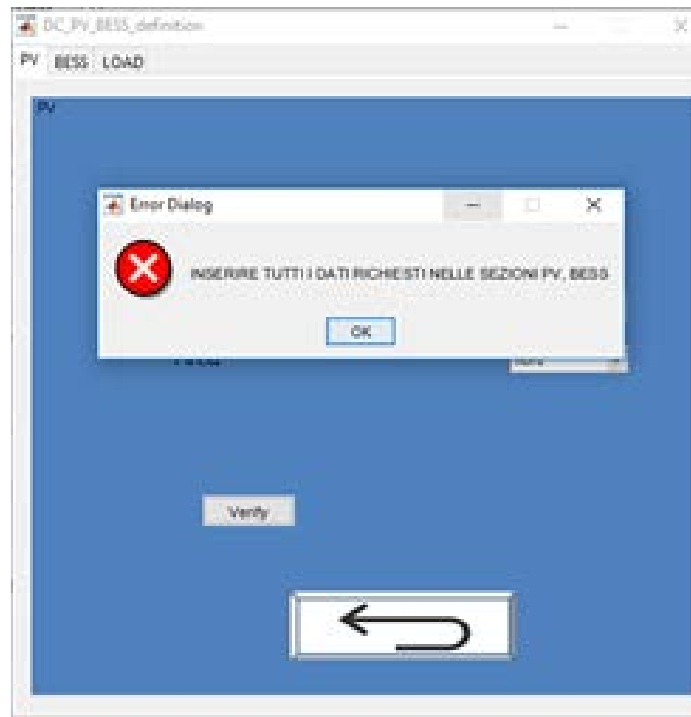 DC_PV_BESS_definition
PV BESS LOAD
PV
Error Dialog
INSERIRE TUTTI I DATI RICHIESTI NELLE SEZIONI PV, BESS
OK
Verify